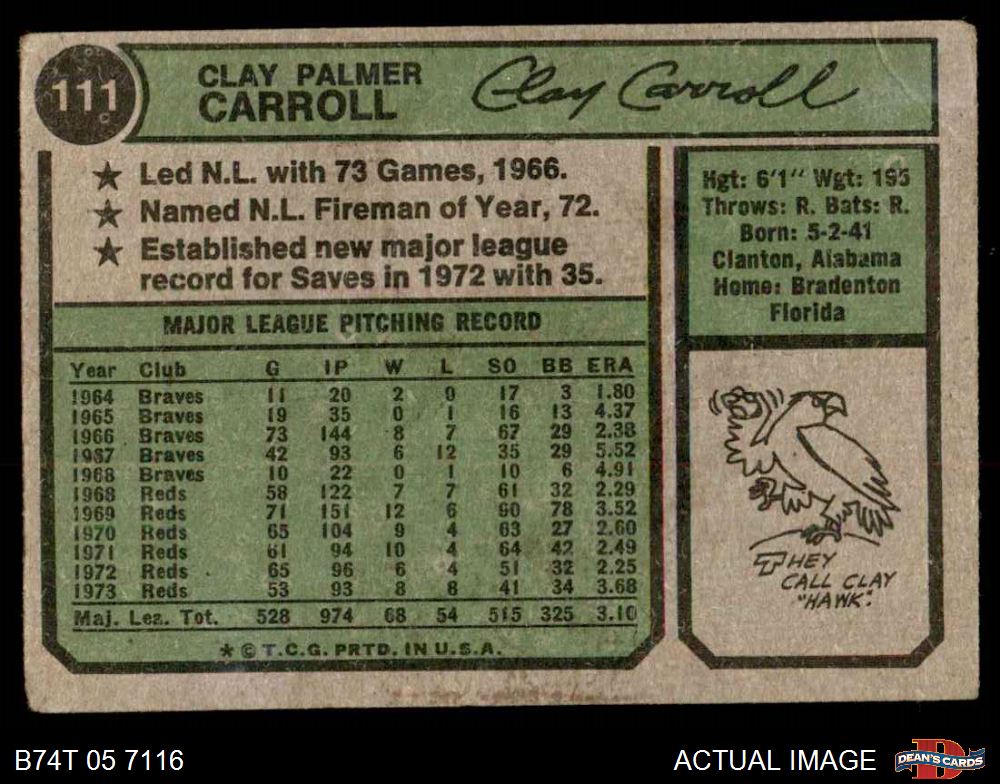 111
C
CLAY PALMER
CARROLL
Clay Carroll
★ Led N.L. with 73 Games, 1966.
★ Named N.L. Fireman of Year, 72.
★ Established new major league
record for Saves in 1972 with 35.
MAJOR LEAGUE PITCHING RECORD
Year Club G IP W L SO BB ERA
1964 Braves 11 20 2 0 17 3 1.80
1965 Braves 19 35 0 1 16 13 4.37
1966 Braves 73 144 8 7 67 29 2.38
1967 Braves 42 93 6 12 35 29 5.52
1968 Braves 10 22 0 1 10 6 4.91
1968 Reds 58 122 7 7 61 32 2.29
1969 Reds 71 151 12 6 90 78 3.52
1970 Reds 65 104 9 4 63 27 2.60
1971 Reds 61 94 10 4 64 42 2.49
1972 Reds 65 96 6 4 51 32 2.25
1973 Reds 53 93 8 8 41 34 3.68
Maj. Lea. Tot. 528 974 68 54 515 325 3.10
★ © T.C.G. PRTD. IN U.S.A.
Hgt: 6'1" Wgt: 195
Throws: R. Bats: R.
Born: 5-2-41
Clanton, Alabama
Home: Bradenton
Florida
THEY
CALL CLAY
"HAWK".
B74T 05 7116
ACTUAL IMAGE
D
DEAN'S CARDS